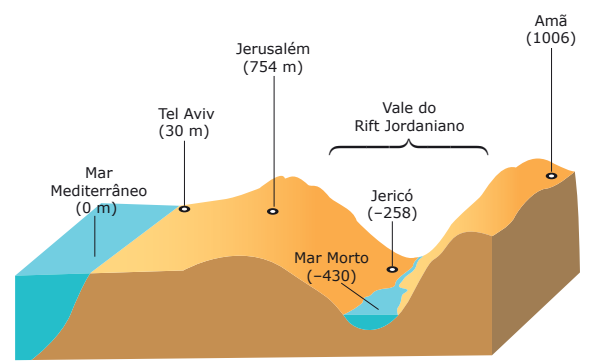 Amã
(1006)
Jerusalém
(754 m)
Vale do
Rift Jordaniano
Tel Aviv
(30 m)
Mar
Mediterrâneo
(0 m)
Jericó
(–258)
Mar Morto
(–430)